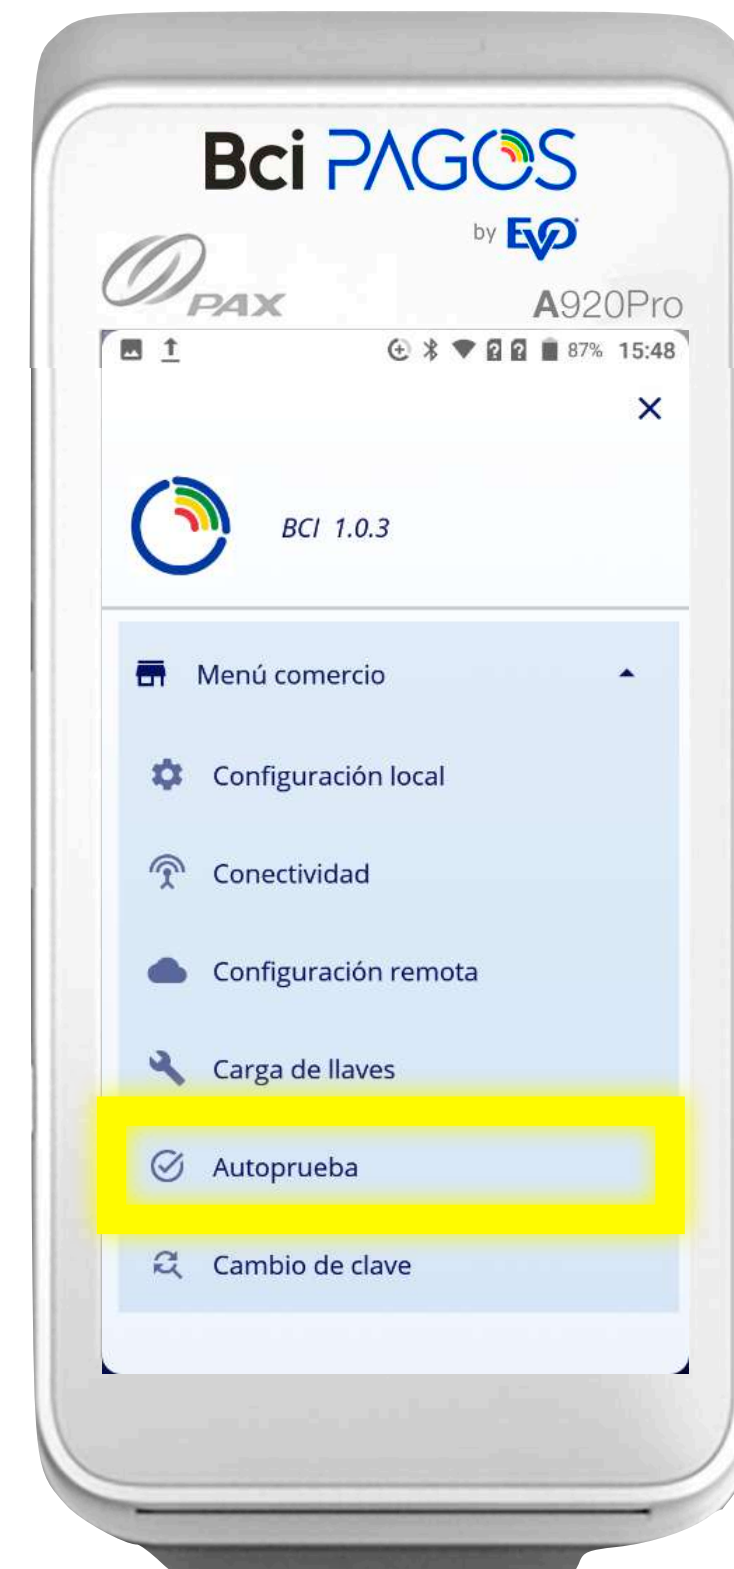 Bci PAGOS
by EVO
PAX
A920Pro
87% 15:48
BCI 1.0.3
Menú comercio
Configuración local
Conectividad
Configuración remota
Carga de llaves
Autoprueba
Cambio de clave